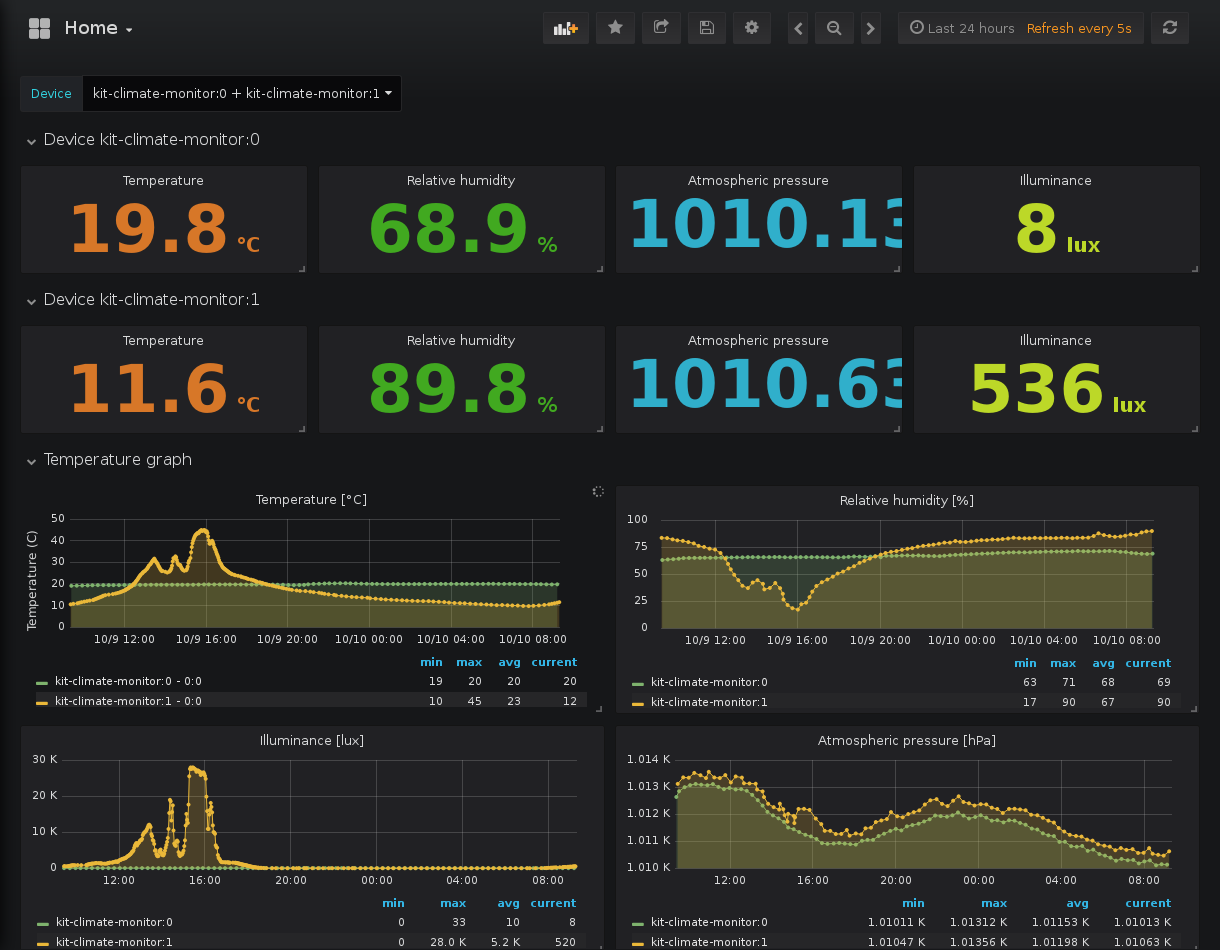 Home
Last 24 hours Refresh every 5s
Device kit-climate-monitor:0 + kit-climate-monitor:1
Device kit-climate-monitor:0
Temperature Relative humidity Atmospheric pressure Illuminance
19.8 °C 68.9 % 1010.13 8 lux
Device kit-climate-monitor:1
Temperature Relative humidity Atmospheric pressure Illuminance
11.6 °C 89.8 % 1010.63 536 lux
Temperature graph
Temperature [°C]
Temperature (C)
50
40
30
20
10
0
10/9 12:00 10/9 16:00 10/9 20:00 10/10 00:00 10/10 04:00 10/10 08:00
min max avg current
kit-climate-monitor:0 - 0:0 19 20 20 20
kit-climate-monitor:1 - 0:0 10 45 23 12
Relative humidity [%]
100
75
50
25
0
10/9 12:00 10/9 16:00 10/9 20:00 10/10 00:00 10/10 04:00 10/10 08:00
min max avg current
kit-climate-monitor:0 63 71 68 69
kit-climate-monitor:1 17 90 67 90
Illuminance [lux]
30 K
20 K
10 K
0
12:00 16:00 20:00 00:00 04:00 08:00
min max avg current
kit-climate-monitor:0 0 33 10 8
kit-climate-monitor:1 0 28.0 K 5.2 K 520
Atmospheric pressure [hPa]
1.014 K
1.013 K
1.012 K
1.011 K
1.010 K
12:00 16:00 20:00 00:00 04:00 08:00
min max avg current
kit-climate-monitor:0 1.01011 K 1.01312 K 1.01153 K 1.01013 K
kit-climate-monitor:1 1.01047 K 1.01356 K 1.01198 K 1.01063 K